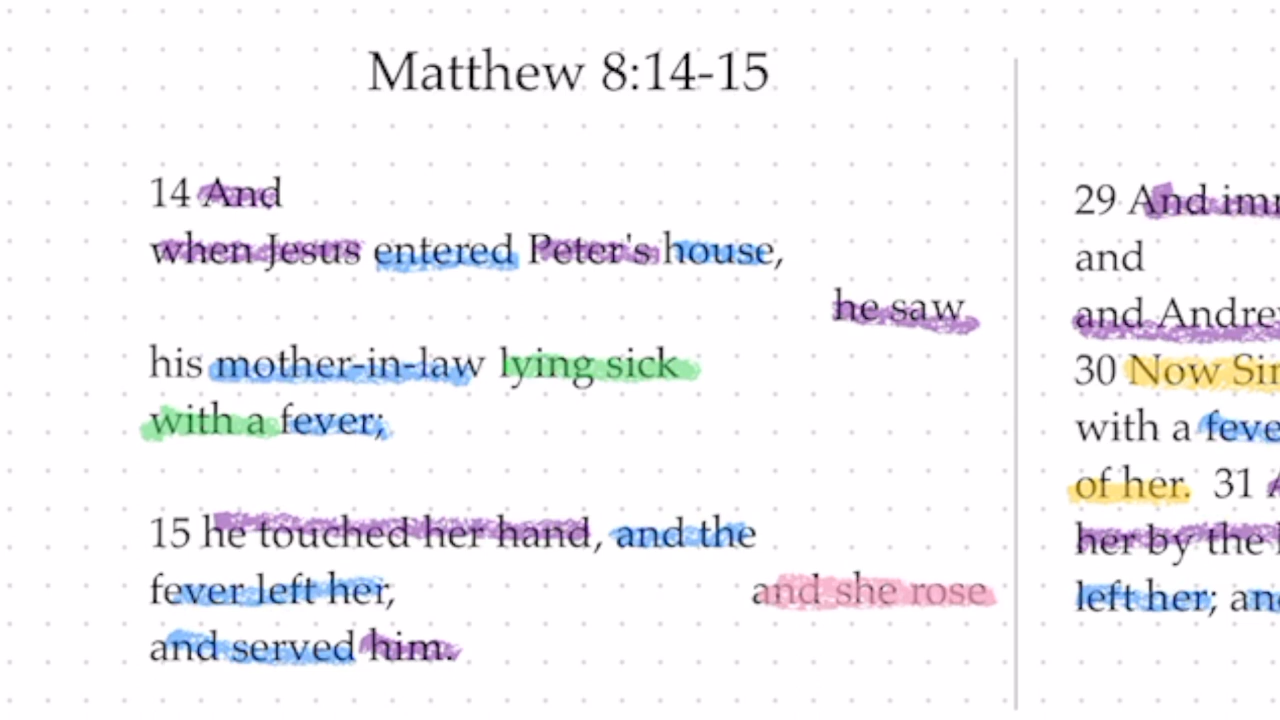 Matthew 8:14-15
14 And
when Jesus entered Peter's house,
he saw
his mother-in-law lying sick
with a fever;
15 he touched her hand, and the
fever left her,
and she rose
and served him.
29 And
and
and
30 Now
with a
of her. 31
her by the
left her;